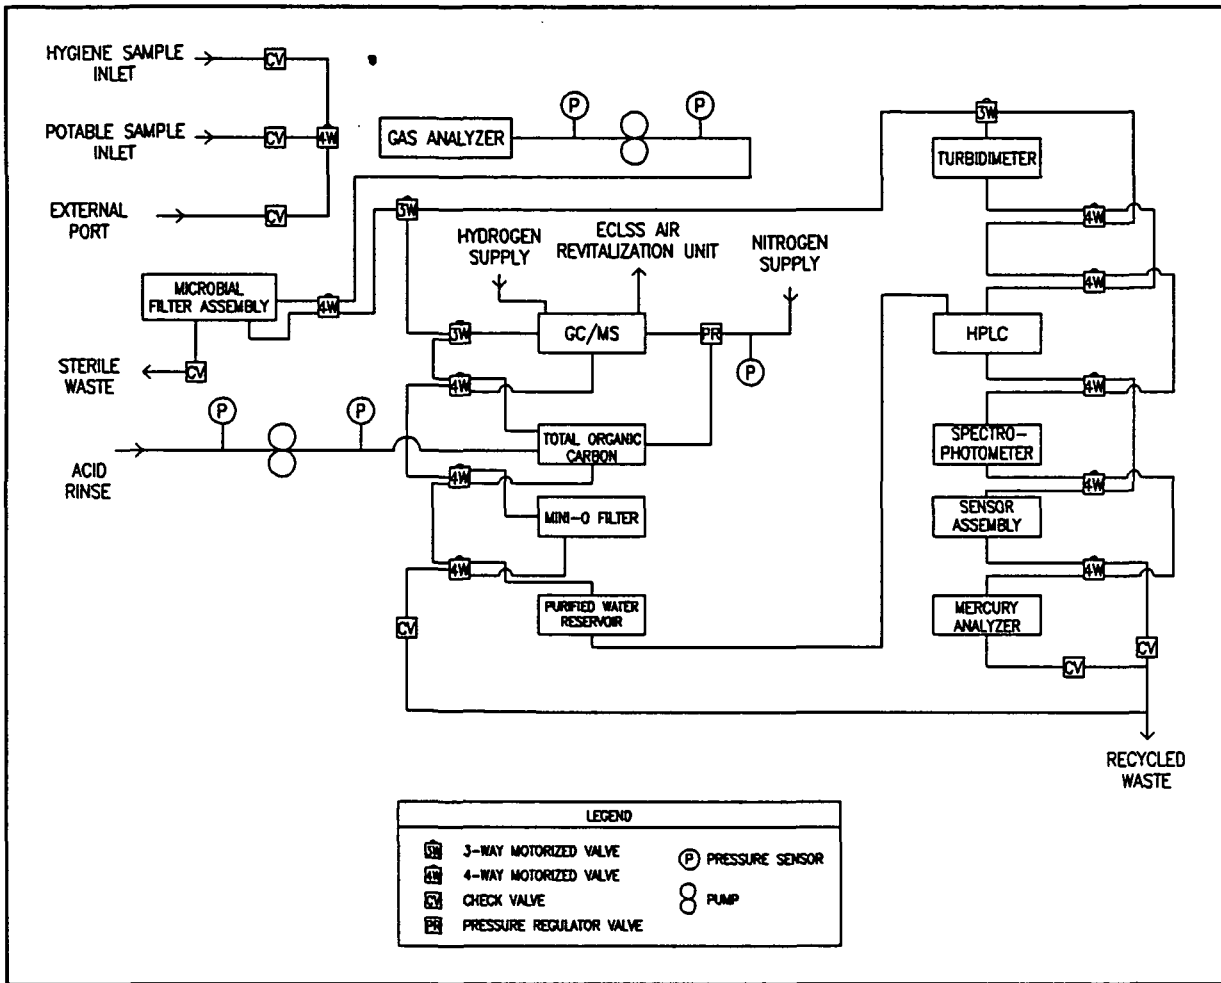 HYGIENE SAMPLE
INLET
CV
P
P
3W
GAS ANALYZER
TURBIDIMETER
POTABLE SAMPLE
INLET
CV
4W
EXTERNAL
PORT
CV
3W
4W
HYDROGEN
SUPPLY
ECLSS AIR
REVITALIZATION UNIT
NITROGEN
SUPPLY
MICROBIAL
FILTER ASSEMBLY
4W
4W
3W
GC/MS
PR
HPLC
STERILE
WASTE
CV
P
4W
4W
P
P
ACID
RINSE
TOTAL ORGANIC
CARBON
SPECTRO-
PHOTOMETER
4W
4W
MINI-Q FILTER
SENSOR
ASSEMBLY
4W
4W
PURIFIED WATER
RESERVOIR
MERCURY
ANALYZER
CV
CV
CV
RECYCLED
WASTE
LEGEND
3W 3-WAY MOTORIZED VALVE
4W 4-WAY MOTORIZED VALVE
CV CHECK VALVE
PR PRESSURE REGULATOR VALVE
P PRESSURE SENSOR
PUMP